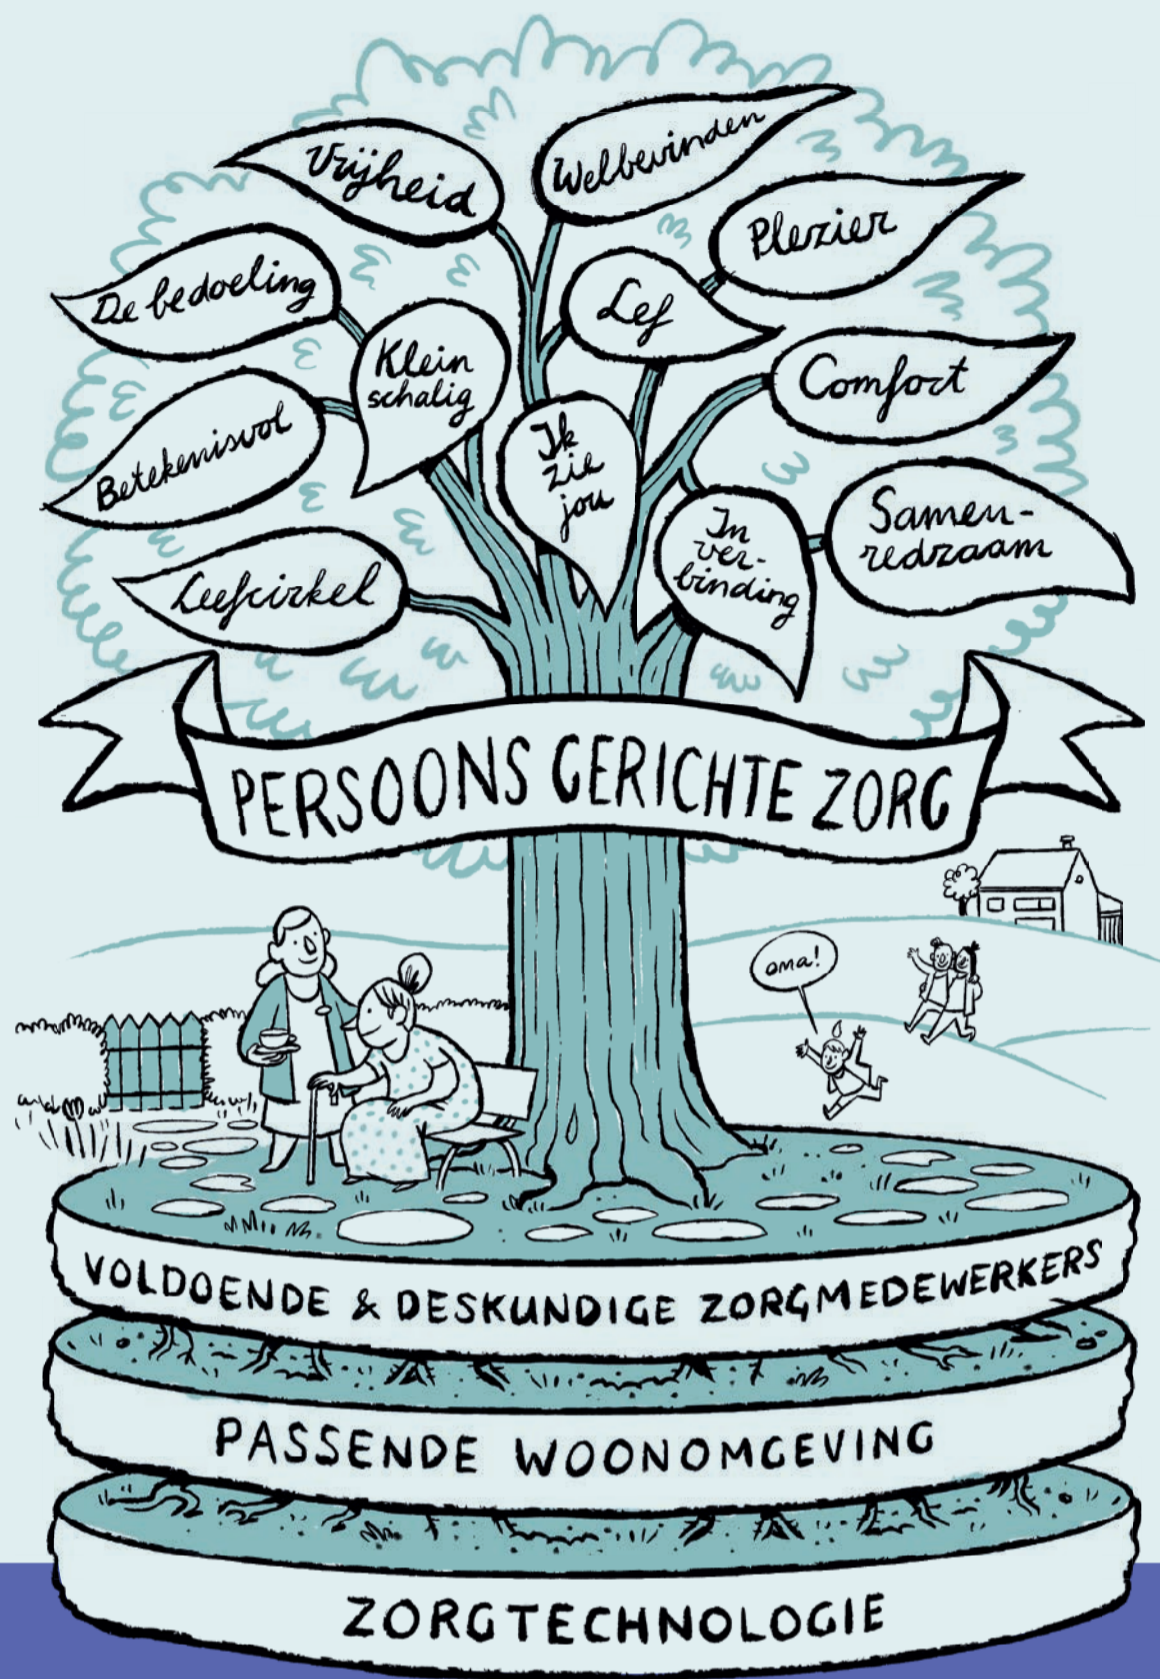 Vrijheid
Welbevinden
Plezier
De bedoeling
Lef
Klein
schalig
Comfort
Betekenisvol
Ik
zie
jou
In
ver-
binding
Samen-
redzaam
Leefcirkel
PERSOONS GERICHTE ZORG
oma!
VOLDOENDE & DESKUNDIGE ZORGMEDEWERKERS
PASSENDE WOONOMGEVING
ZORGTECHNOLOGIE